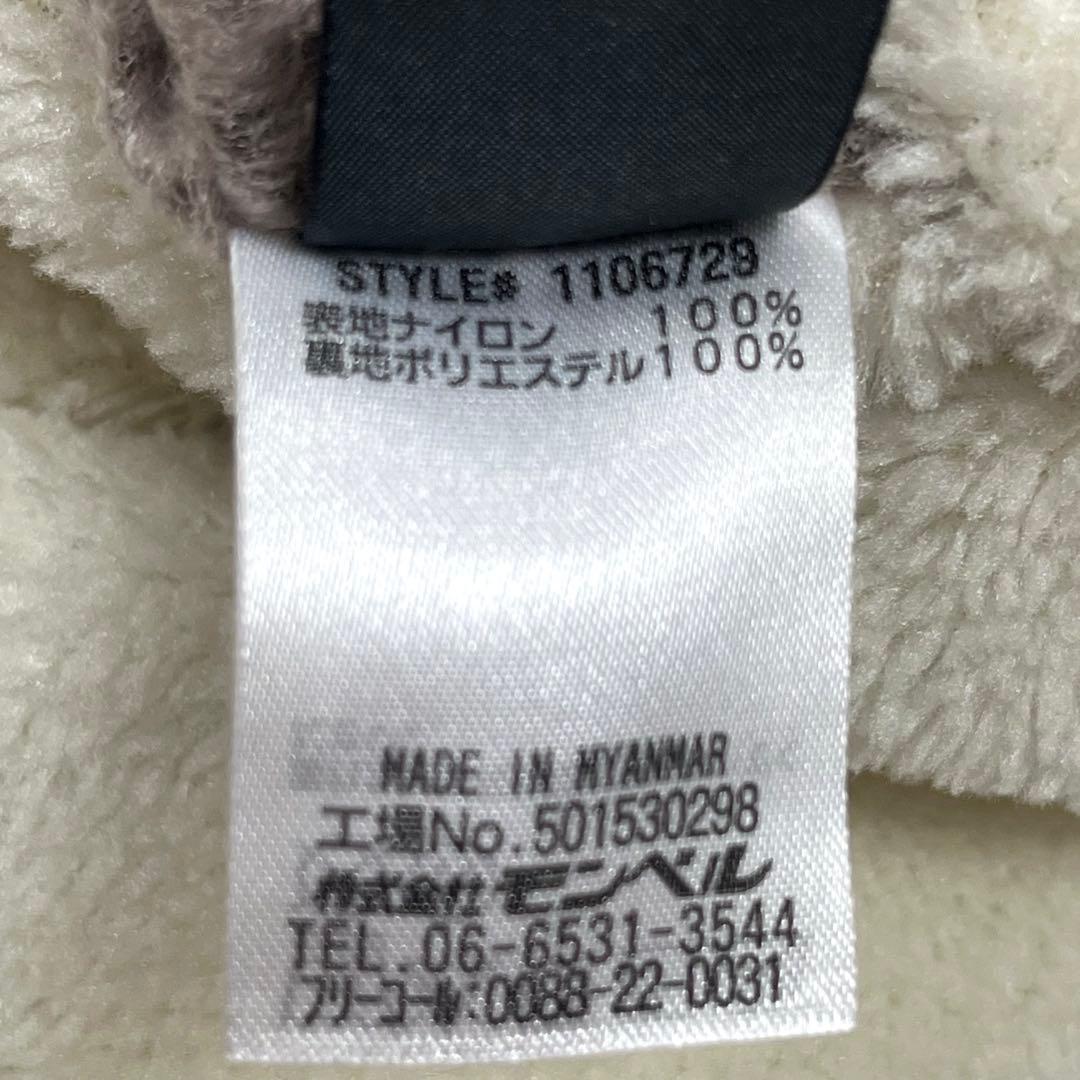 STYLE# 1106729
表地ナイロン 100%
裏地ポリエステル100%
MADE IN MYANMAR
工場No.501530298
株式会社モンベル
TEL.06-6531-3544
フリーコール:0088-22-0031